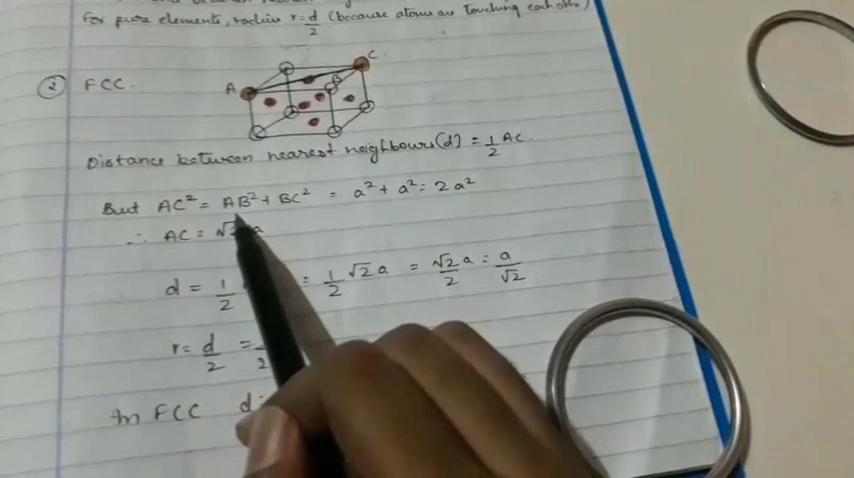 For pure elements, radius r = d/2 (because atoms are touching each other)
② FCC.
A B C
Distance between nearest neighbours(d) = 1/2 AC.
But AC² = AB² + BC² = a² + a² = 2a²
∴ AC = √2 a
d = 1/2 = 1/2 √2 a = √2 a/2 = a/√2
r = d/2 =
In FCC d =